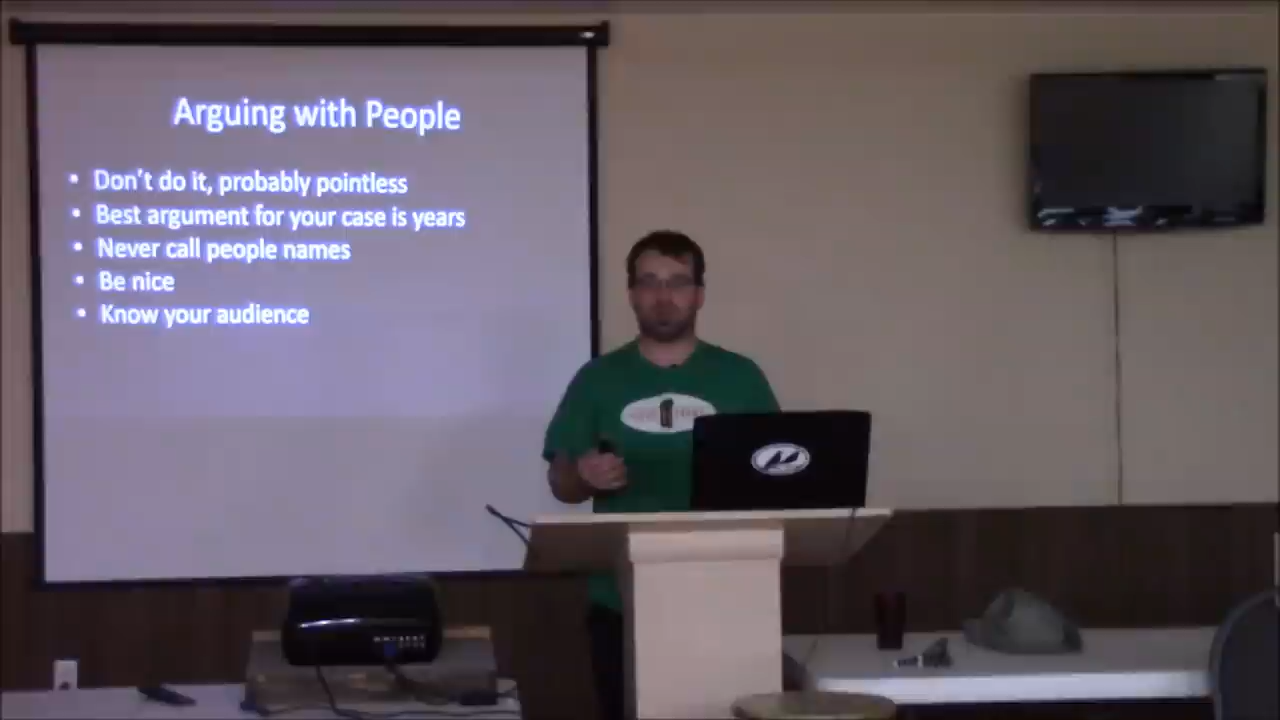 Arguing with People
• Don't do it, probably pointless
• Best argument for your case is years
• Never call people names
• Be nice
• Know your audience